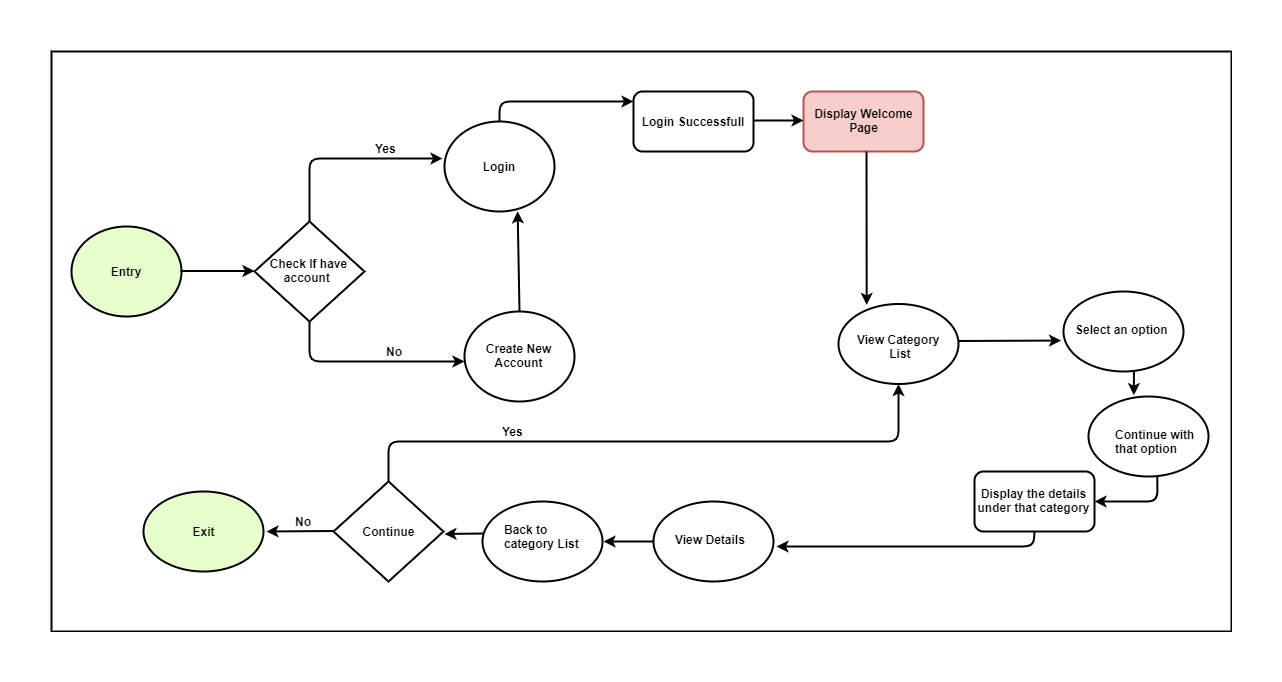 Login Successfull
Display Welcome
Page
Yes
Login
Entry
Check If have
account
No
Create New
Account
View Category
List
Select an option
Continue with
that option
Yes
Display the details
under that category
Exit
No
Continue
Back to
category List
View Details